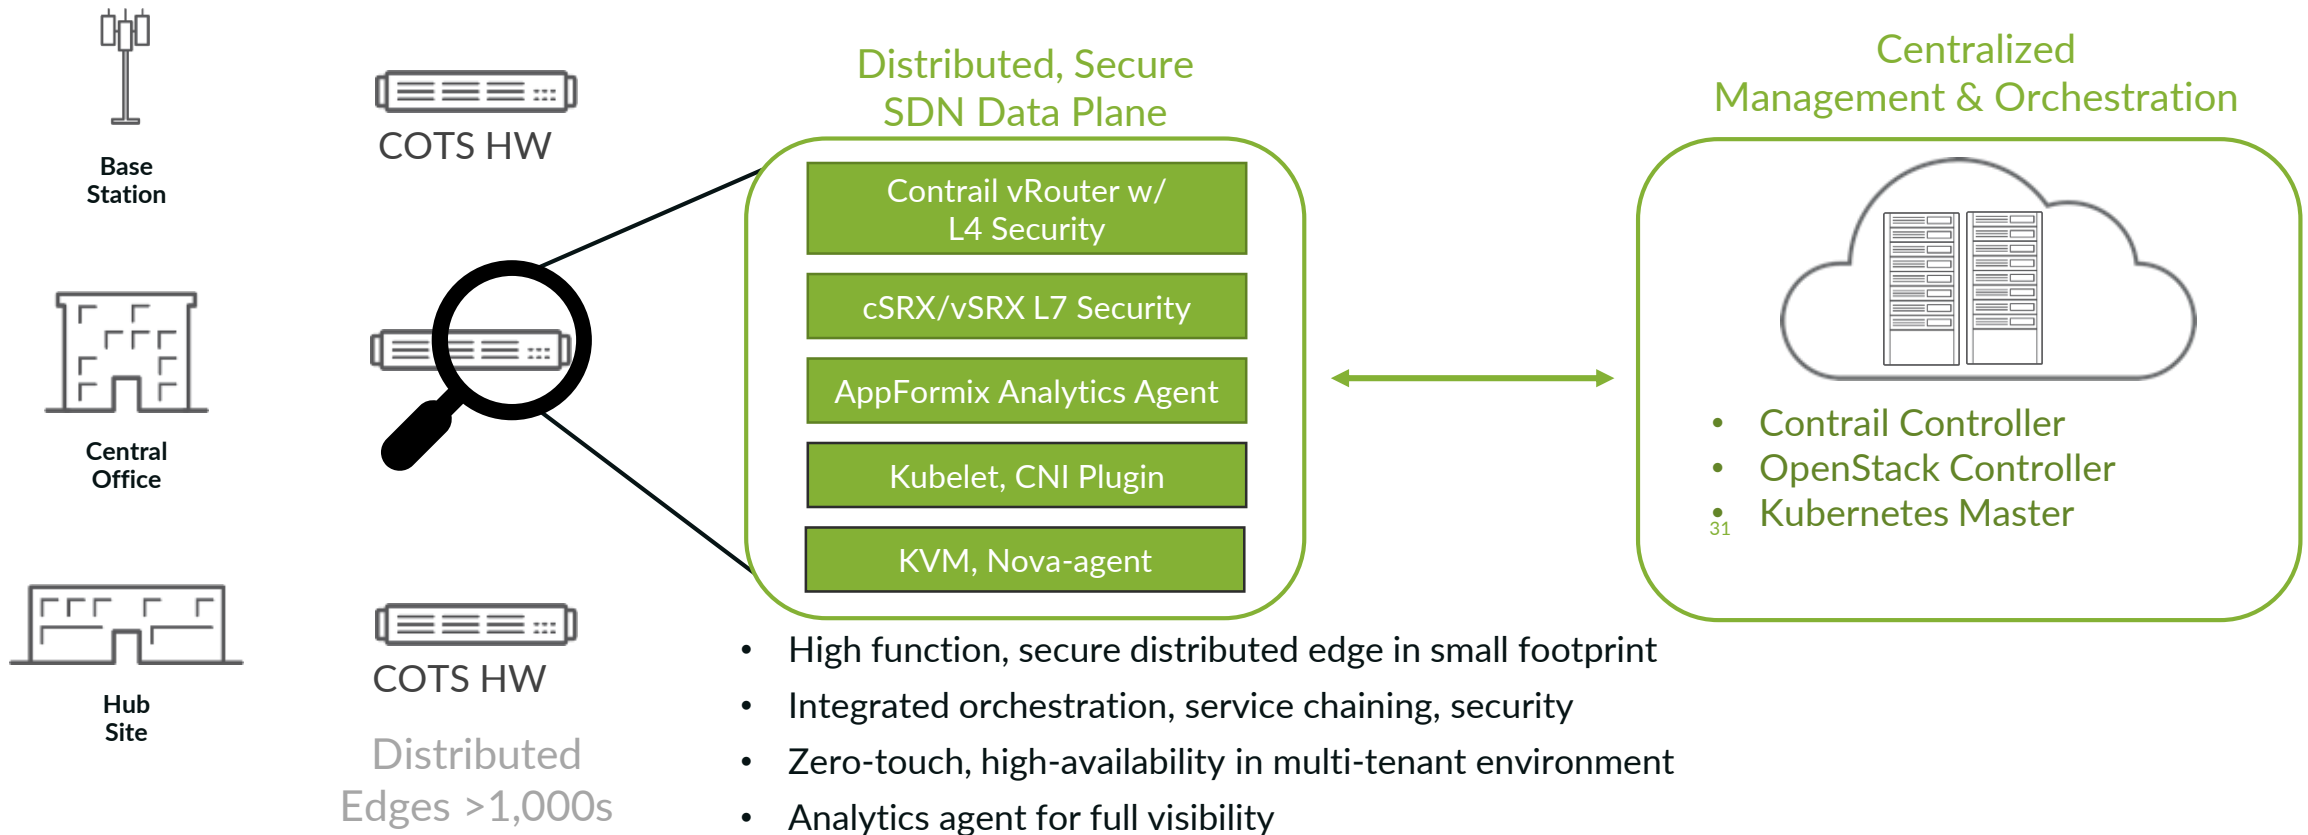 Base
Station
Central
Office
Hub
Site
COTS HW
COTS HW
Distributed
Edges >1,000s
Distributed, Secure
SDN Data Plane
Contrail vRouter w/
L4 Security
cSRX/vSRX L7 Security
AppFormix Analytics Agent
Kubelet, CNI Plugin
KVM, Nova-agent
• High function, secure distributed edge in small footprint
• Integrated orchestration, service chaining, security
• Zero-touch, high-availability in multi-tenant environment
• Analytics agent for full visibility
Centralized
Management & Orchestration
• Contrail Controller
• OpenStack Controller
• Kubernetes Master
31